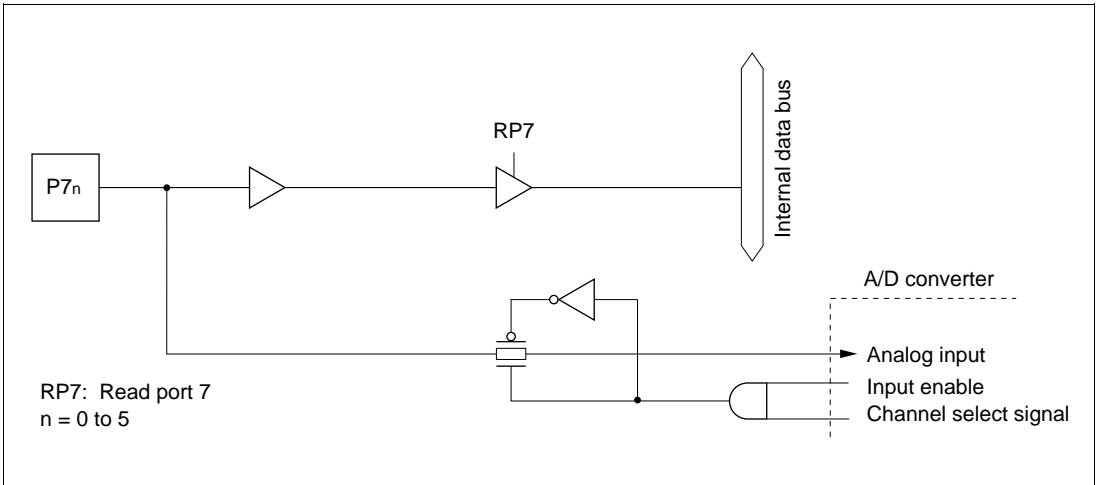 RP7
P7n
Internal data bus
A/D converter
Analog input
Input enable
Channel select signal
RP7: Read port 7
n = 0 to 5